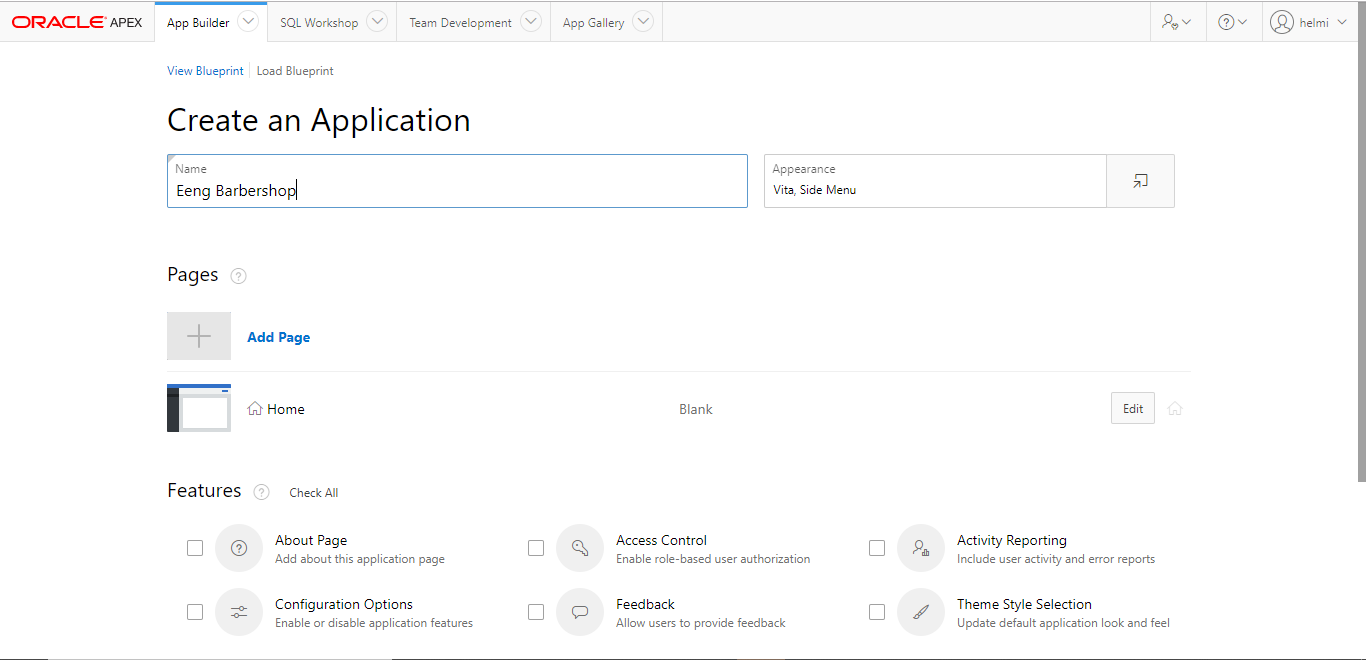 ORACLE APEX App Builder SQL Workshop Team Development App Gallery helmi
View Blueprint Load Blueprint
Create an Application
Name
Eeng Barbershop
Appearance
Vita, Side Menu
Pages ?
Add Page
Home Blank Edit
Features ? Check All
About Page
Add about this application page
Access Control
Enable role-based user authorization
Activity Reporting
Include user activity and error reports
Configuration Options
Enable or disable application features
Feedback
Allow users to provide feedback
Theme Style Selection
Update default application look and feel